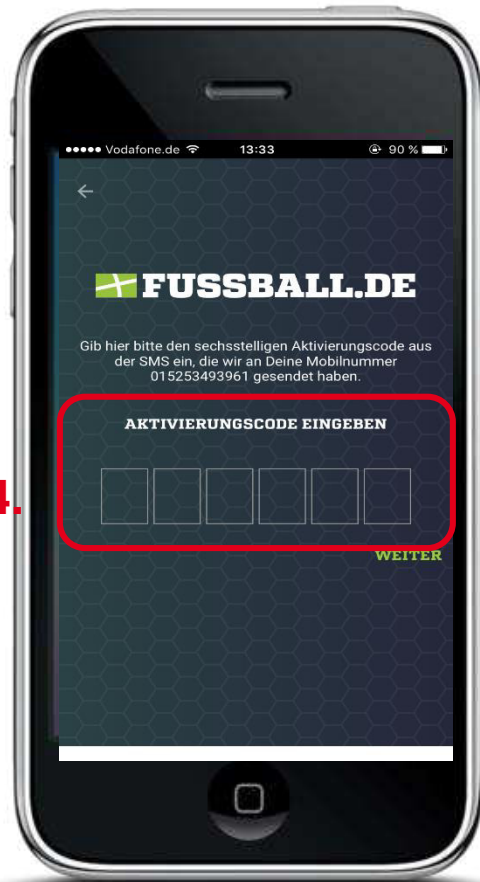 Vodafone.de 13:33 90 %
FUSSBALL.DE
Gib hier bitte den sechsstelligen Aktivierungscode aus
der SMS ein, die wir an Deine Mobilnummer
015253493961 gesendet haben.
AKTIVIERUNGSCODE EINGEBEN
4.
WEITER